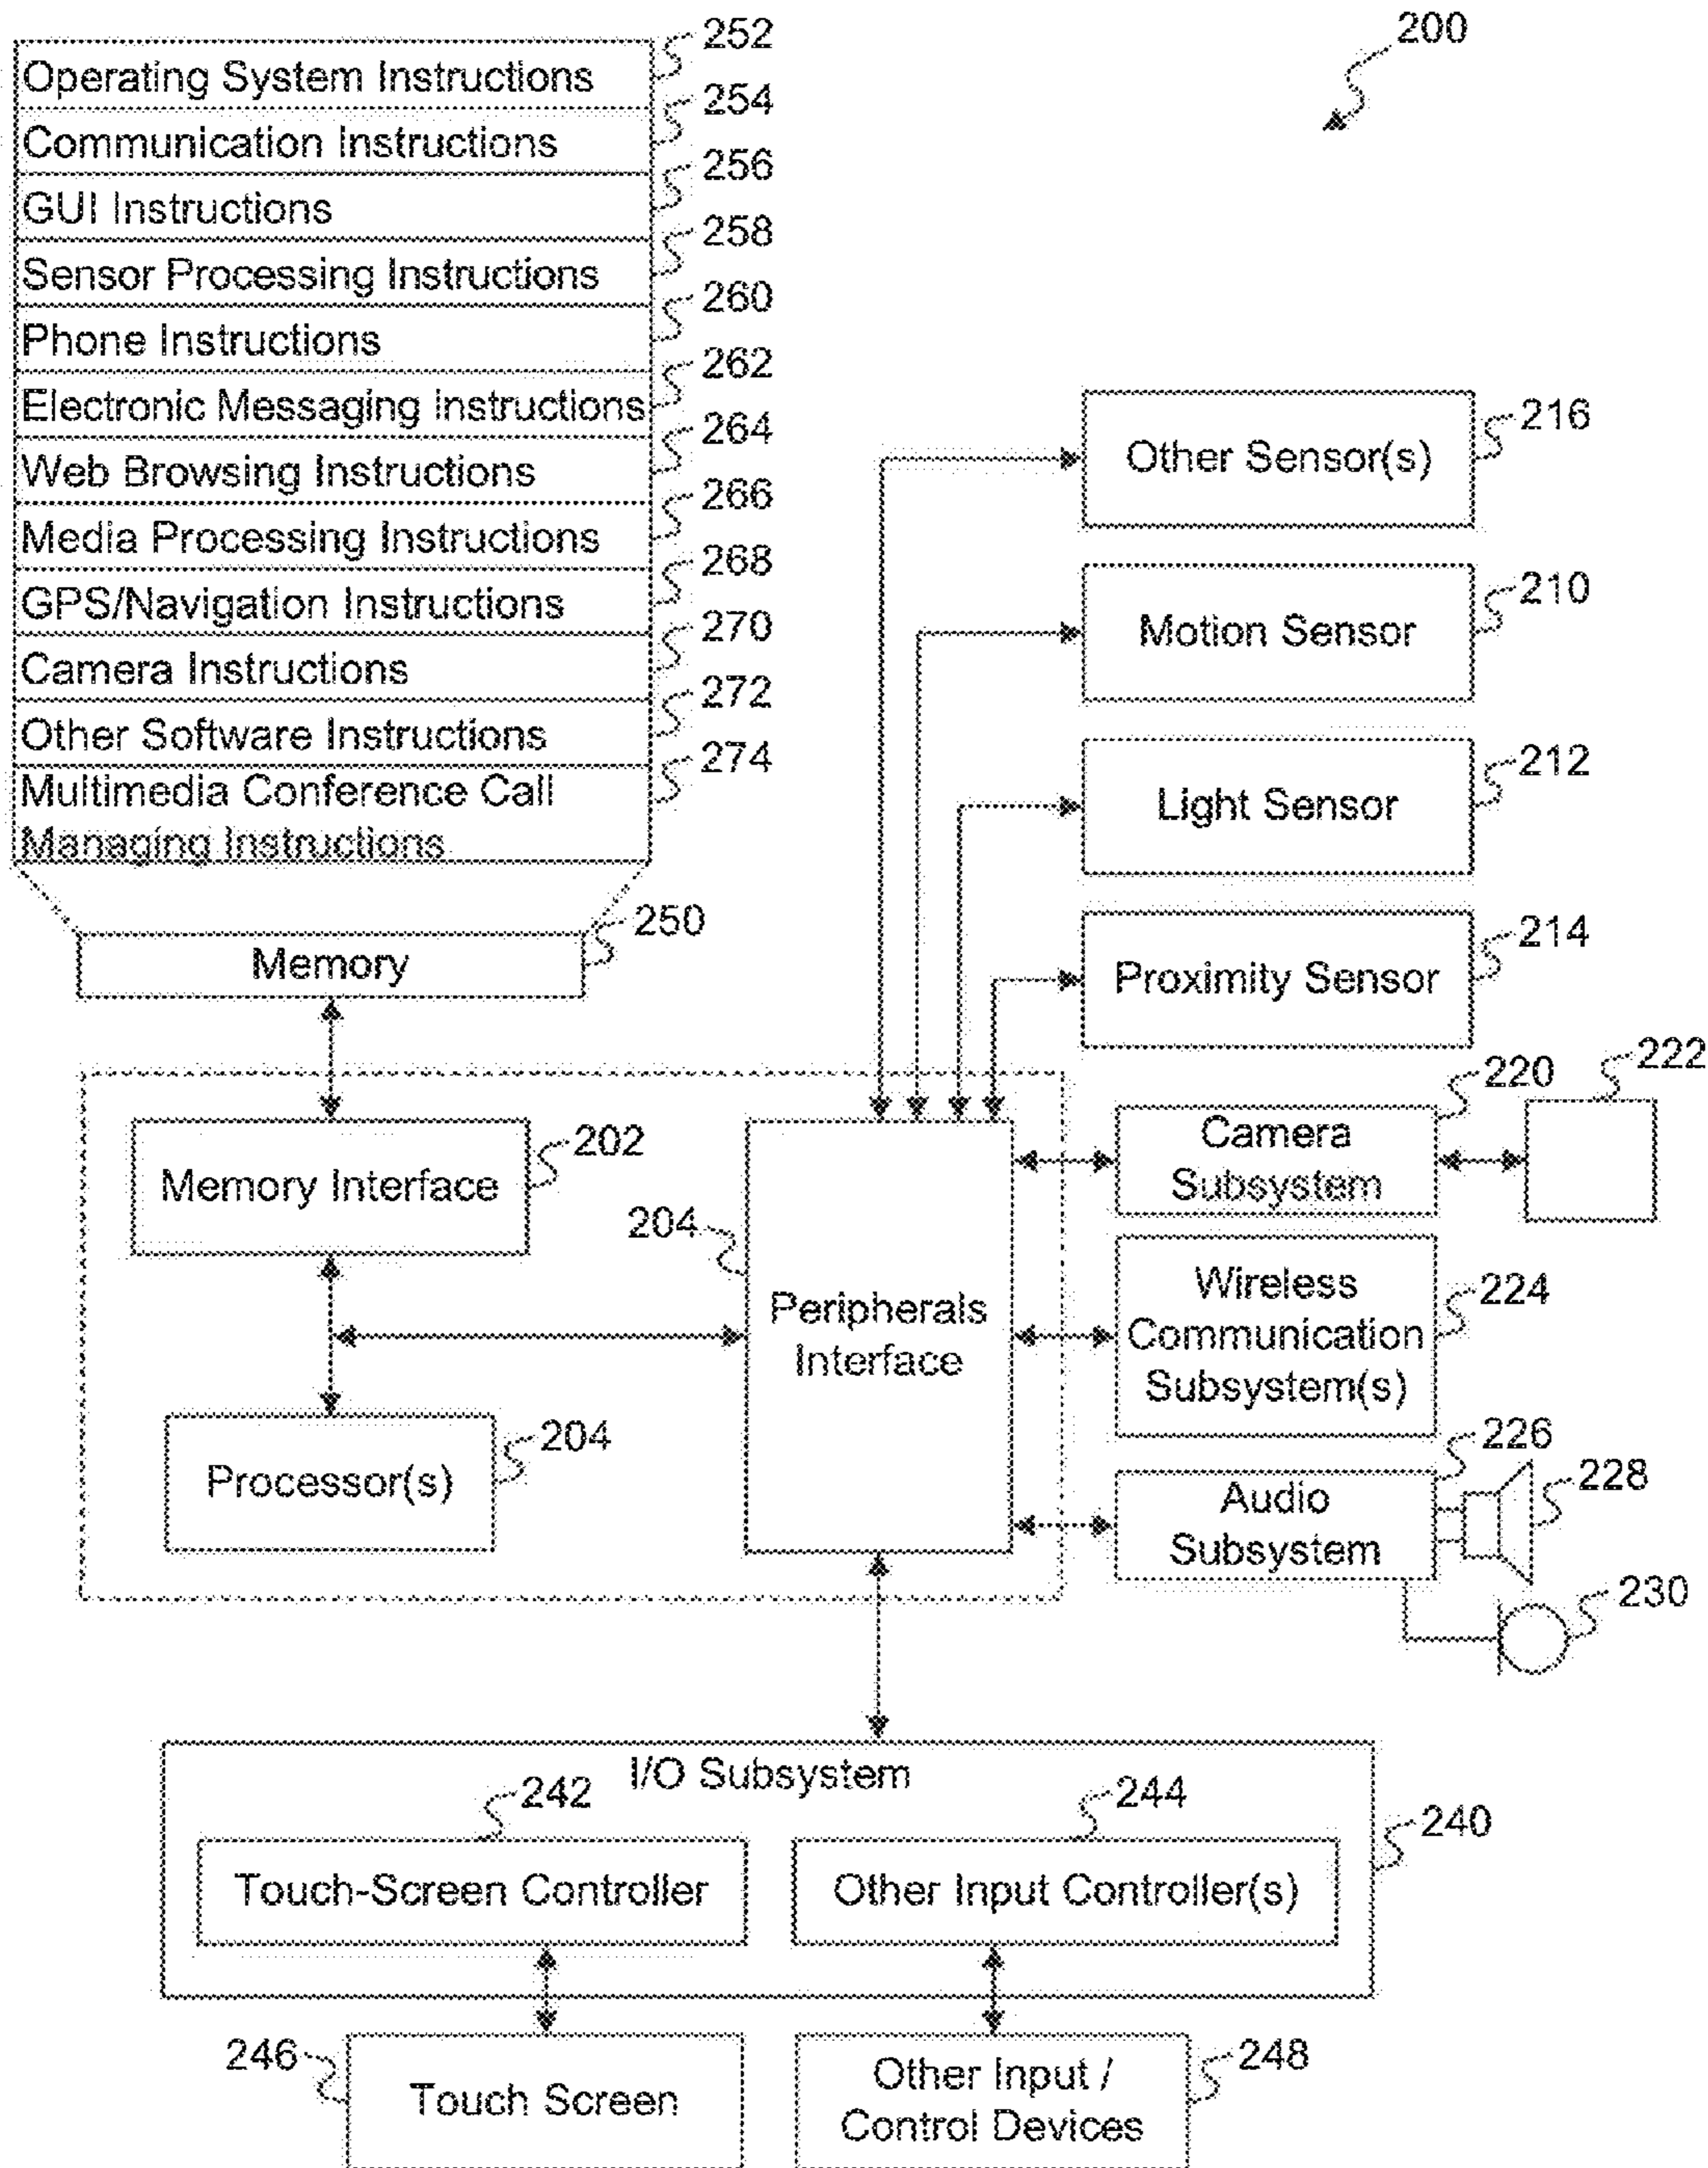 200
252
Operating System Instructions
254
Communication Instructions
256
GUI Instructions
258
Sensor Processing Instructions
260
Phone Instructions
262
Electronic Messaging Instructions
264
Web Browsing Instructions
266
Media Processing Instructions
268
GPS/Navigation Instructions
270
Camera Instructions
272
Other Software Instructions
274
Multimedia Conference Call
Managing Instructions
250
Memory
216
Other Sensor(s)
210
Motion Sensor
212
Light Sensor
214
Proximity Sensor
202
Memory Interface
204
Peripherals
Interface
204
Processor(s)
220
Camera
Subsystem
222
224
Wireless
Communication
Subsystem(s)
226
Audio
Subsystem
228
230
I/O Subsystem
240
242
Touch-Screen Controller
244
Other Input Controller(s)
246
Touch Screen
248
Other Input /
Control Devices